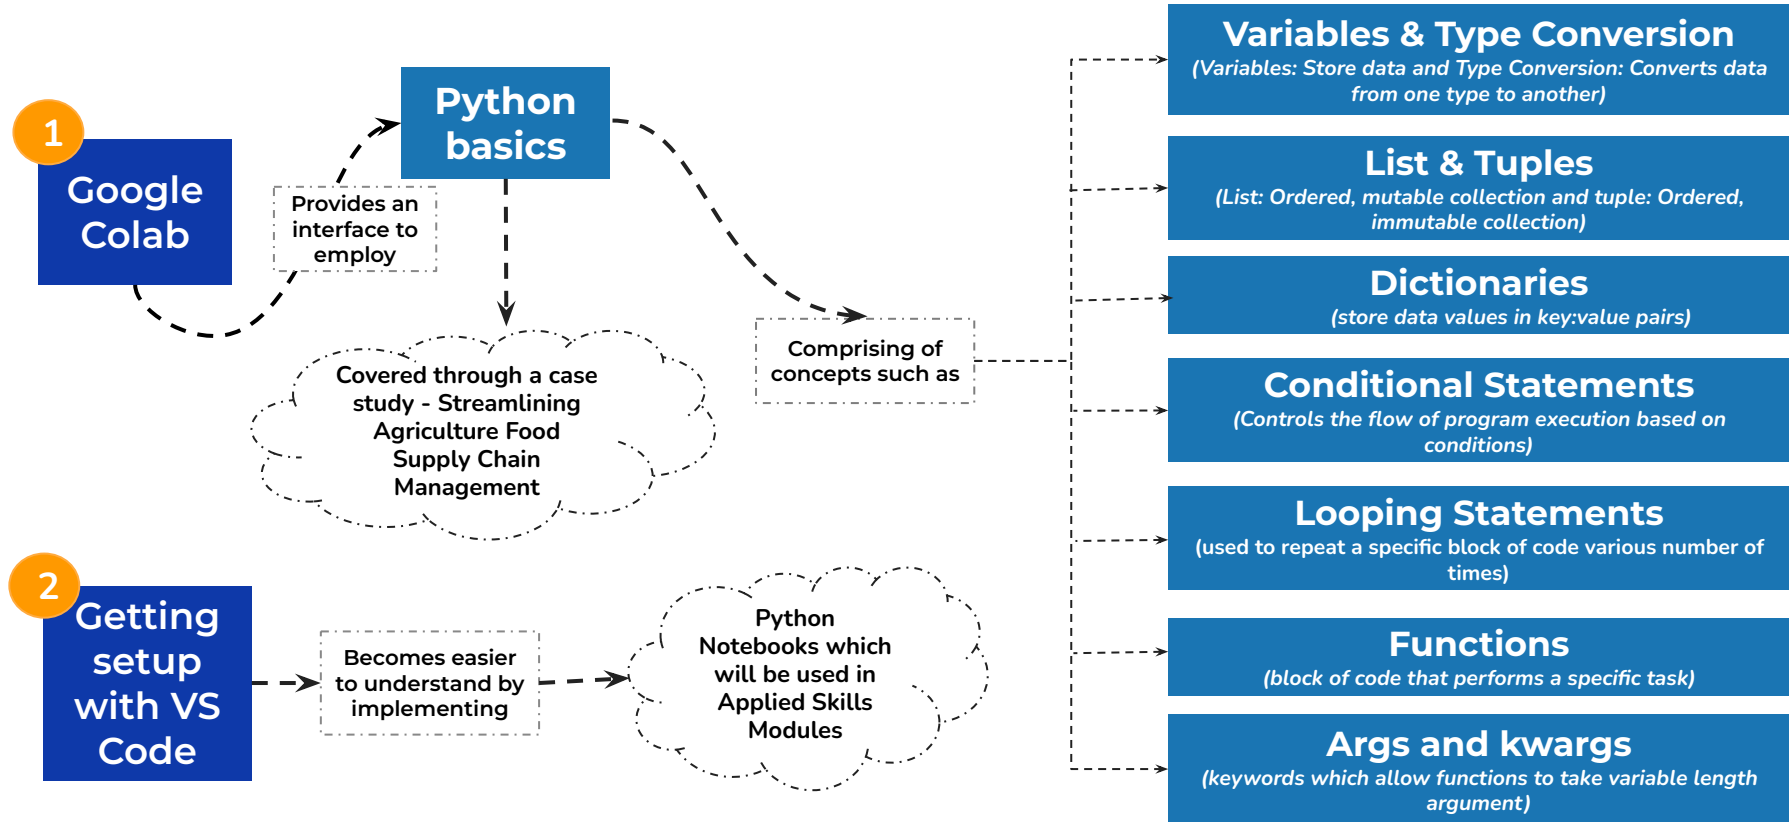 1
Google
Colab
Provides an
interface to
employ
Python
basics
Covered through a case
study - Streamlining
Agriculture Food
Supply Chain
Management
Comprising of
concepts such as
Variables & Type Conversion
(Variables: Store data and Type Conversion: Converts data
from one type to another)
List & Tuples
(List: Ordered, mutable collection and tuple: Ordered,
immutable collection)
Dictionaries
(store data values in key:value pairs)
Conditional Statements
(Controls the flow of program execution based on
conditions)
Looping Statements
(used to repeat a specific block of code various number of
times)
Functions
(block of code that performs a specific task)
Args and kwargs
(keywords which allow functions to take variable length
argument)
2
Getting
setup
with VS
Code
Becomes easier
to understand by
implementing
Python
Notebooks which
will be used in
Applied Skills
Modules